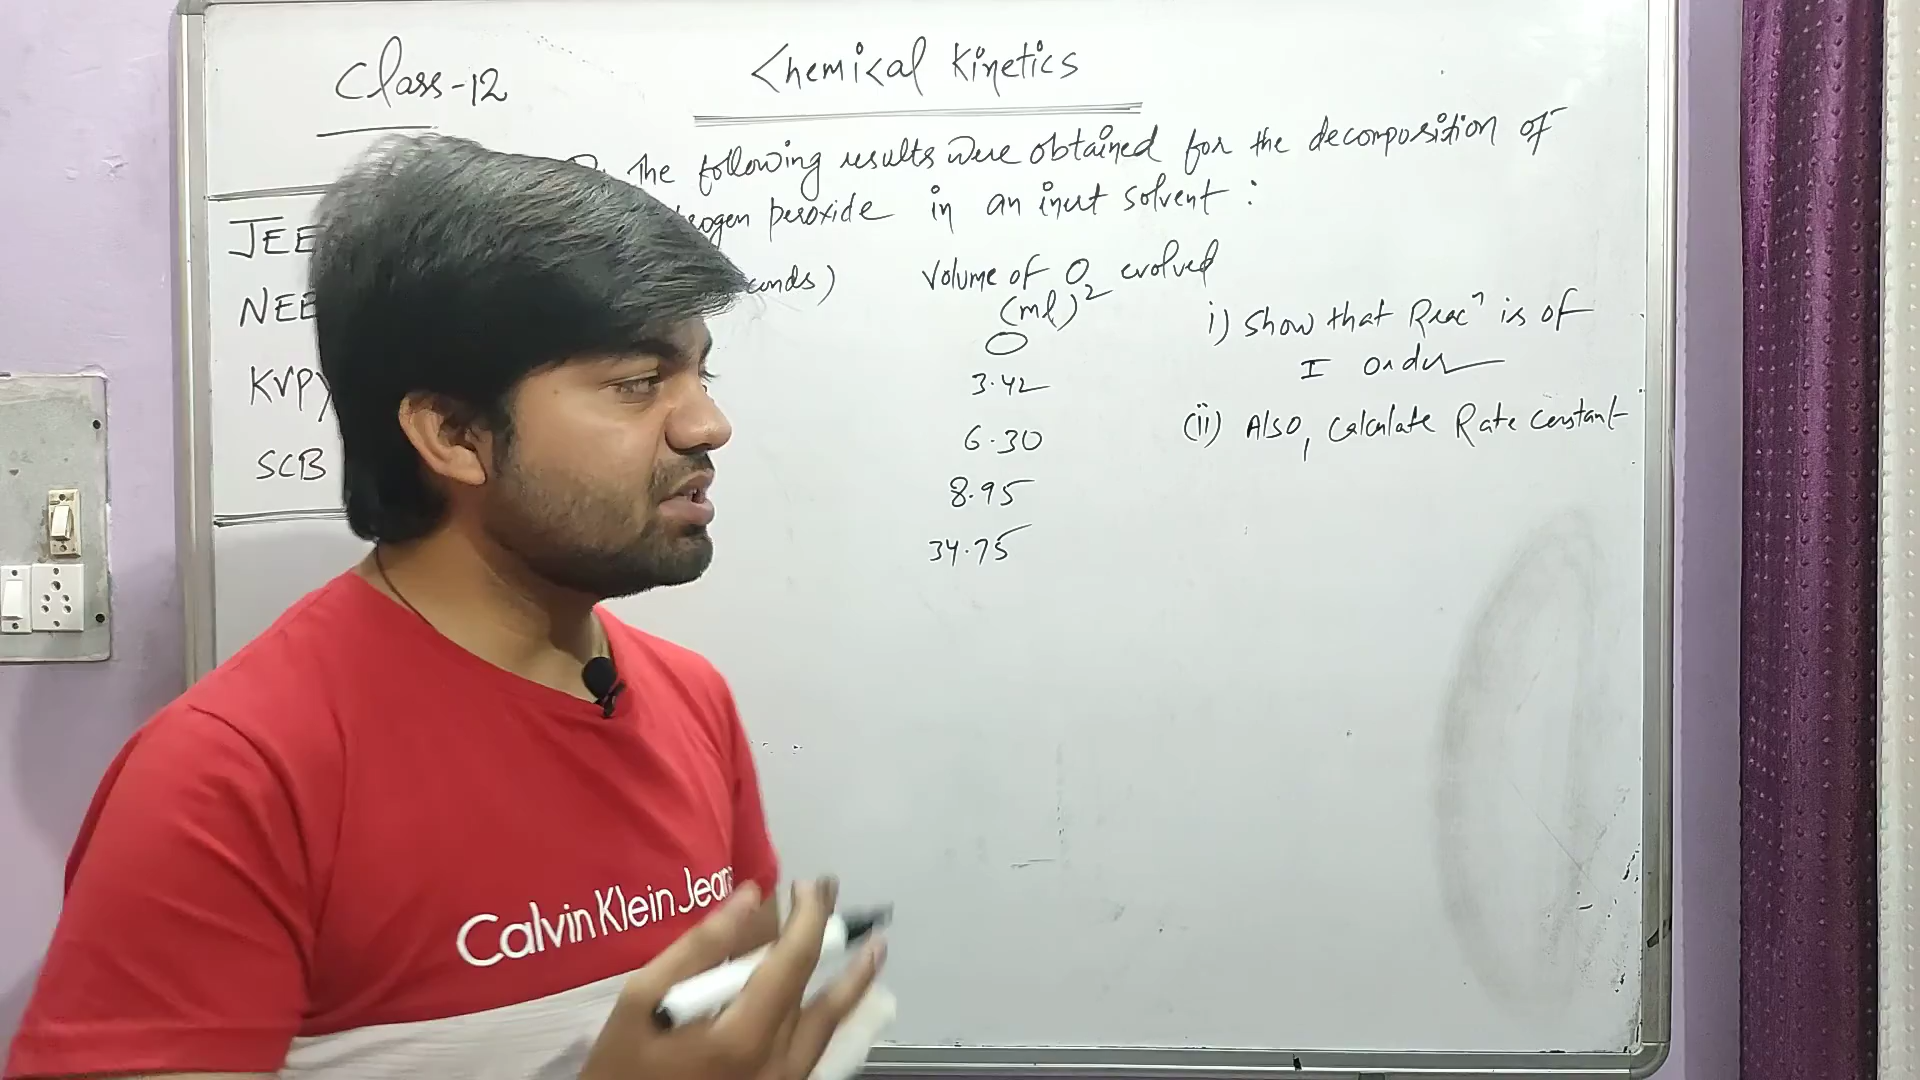 Class-12
Chemical Kinetics
The following results were obtained for the decomposition of
peroxide in an inert solvent :
Volume of O2 evolved
(ml)
0
3.42
6.30
8.95
34.75
i) Show that Reacn is of
I Order
(ii) Also, Calculate Rate Constant
JEE
NEE
KVPY
SCB
Calvin Klein Jeans